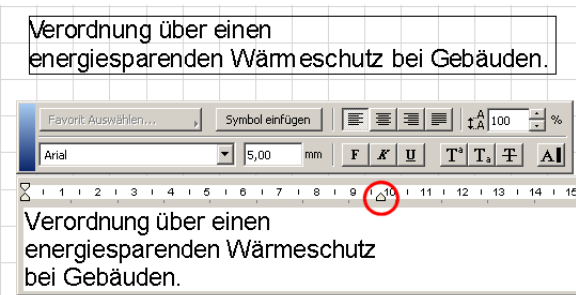 Verordnung über einen
energiesparenden Wärmeschutz bei Gebäuden.
Favorit Auswählen... Symbol einfügen 100 %
Arial 5,00 mm F K U Tª Tₐ T A
1 2 3 4 5 6 7 8 9 10 11 12 13 14 15
Verordnung über einen
energiesparenden Wärmeschutz
bei Gebäuden.